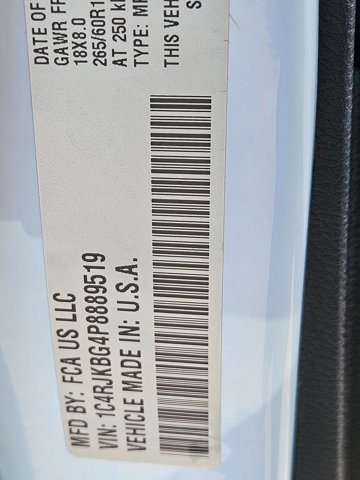 MFD BY: FCA US LLC
VIN: 1C4RJKBG4P8889519
VEHICLE MADE IN: U.S.A.
DATE OF
GAWR FR
18X8.0
265/60R1
AT 250 k
TYPE: MP
THIS VEH
S